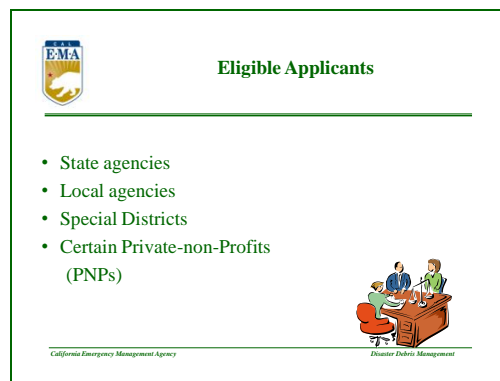 CAL
E·M·A
Eligible Applicants
• State agencies
• Local agencies
• Special Districts
• Certain Private-non-Profits
(PNPs)
California Emergency Management Agency
Disaster Debris Management